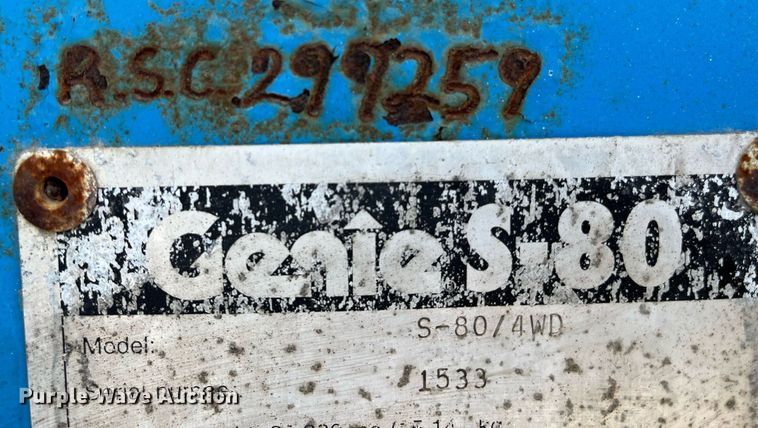 R.S.C. 299259
Genie S-80
Model: S-80/4WD
1533
Purple Wave Auction